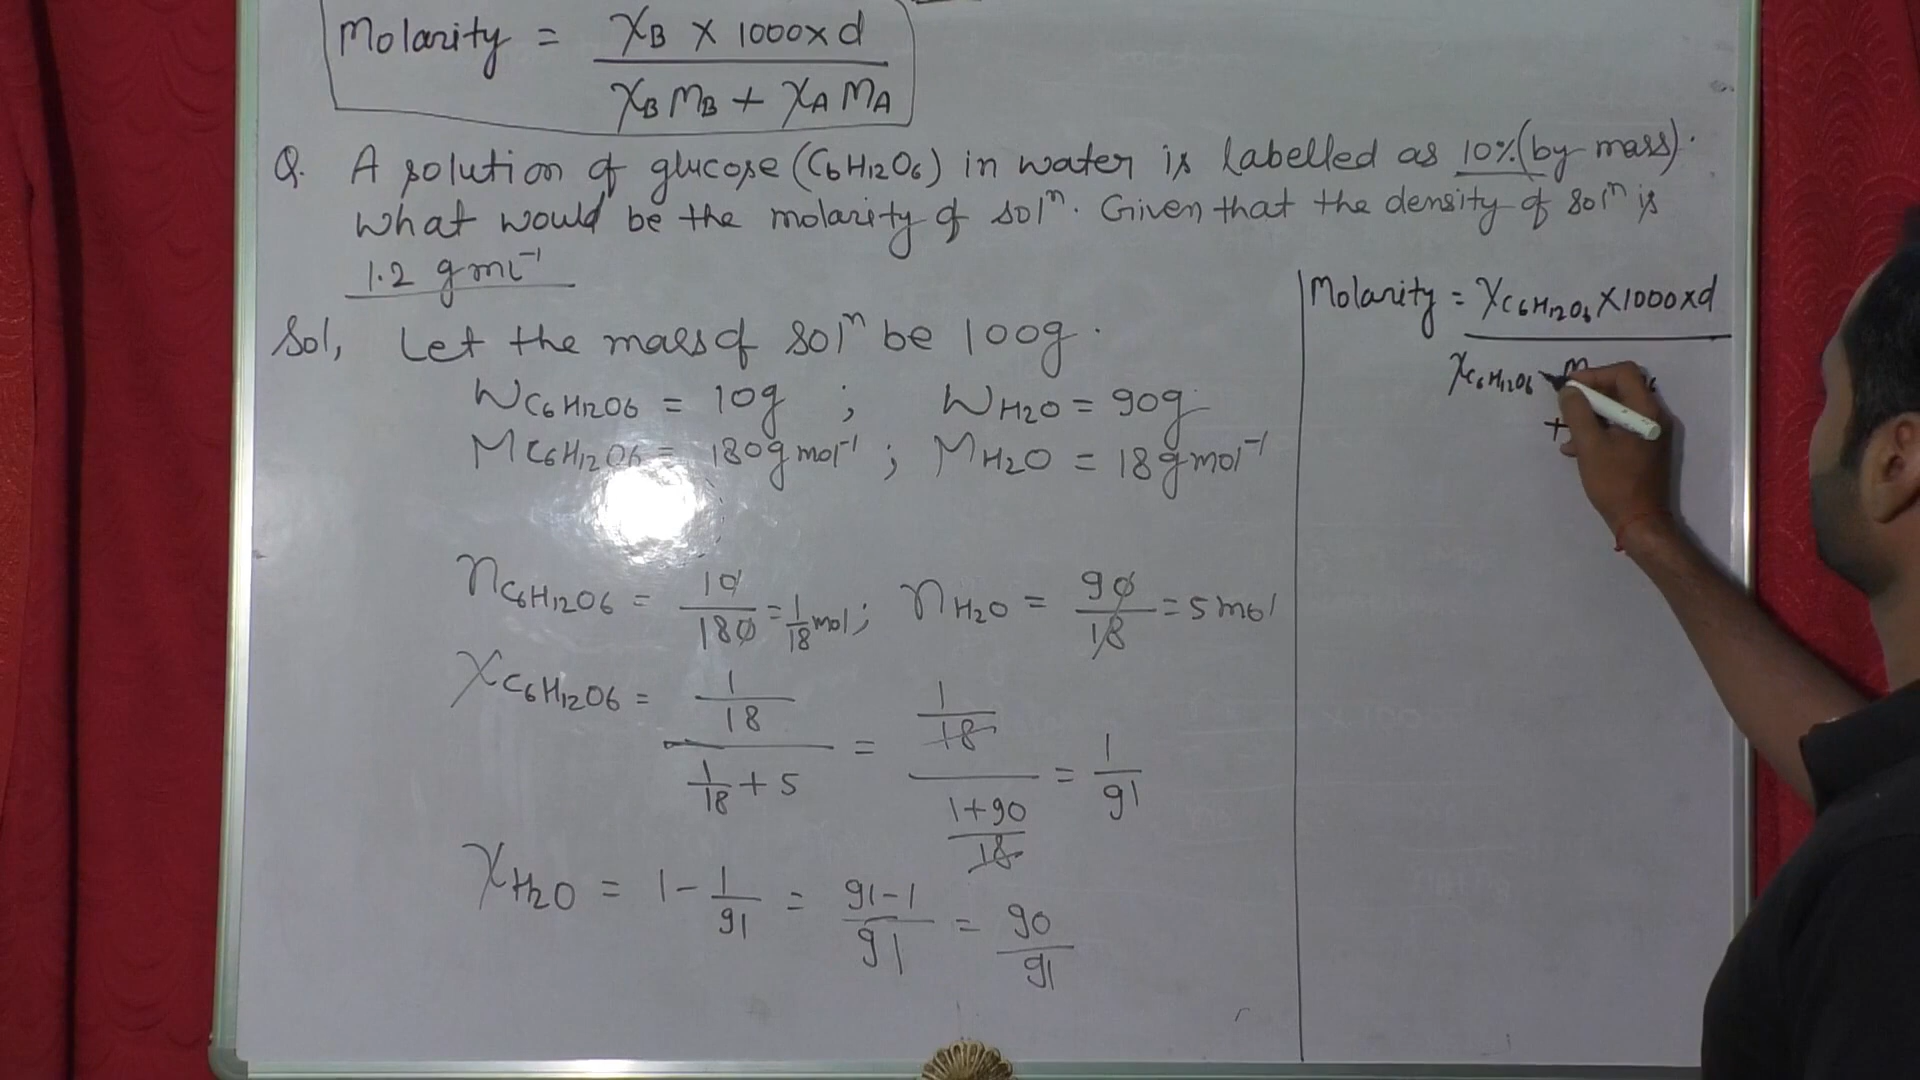 Molarity = χB × 1000 × d / χB MB + χA MA
Q. A solution of glucose (C6H12O6) in water is labelled as 10% (by mass).
What would be the molarity of solⁿ. Given that the density of solⁿ is
1.2 g mL⁻¹
Sol, Let the mass of solⁿ be 100g.
WC6H12O6 = 10g ; WH2O = 90g
MC6H12O6 = 180g mol⁻¹ ; MH2O = 18g mol⁻¹
nC6H12O6 = 10/180 = 1/18 mol ; nH2O = 90/18 = 5 mol
χC6H12O6 = 1/18 / 1/18 + 5 = 1/18 / 1+90/18 = 1/91
χH2O = 1 - 1/91 = 91-1/91 = 90/91
Molarity = χC6H12O6 × 1000 × d
χC6H12O6
+